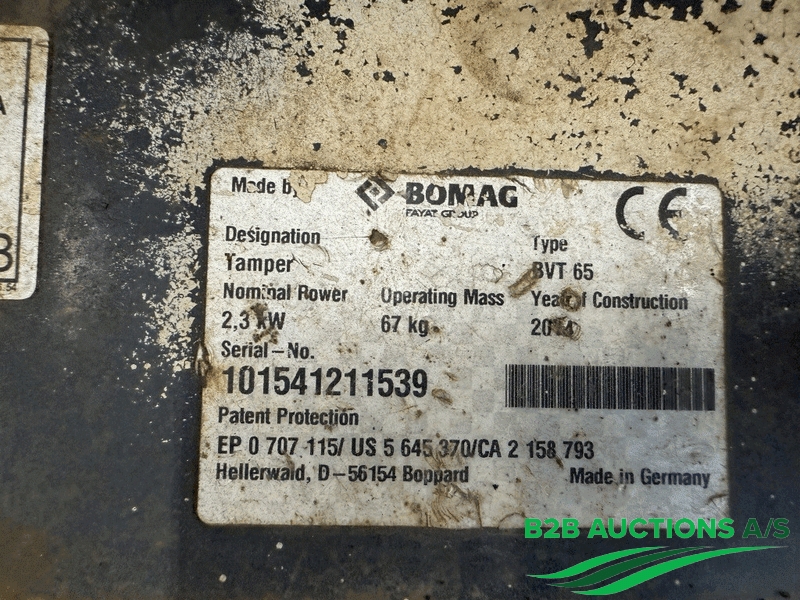 A
8
Made by BOMAG
FAYAT GROUP
CE
Designation Type
Tamper BVT 65
Nominal Power Operating Mass Year of Construction
2,3 kW 67 kg
Serial-No.
101541211539
Patent Protection
EP 0 707 115/ US 5 645 370/CA 2 158 793
Hellerwald, D-56154 Boppard Made in Germany
B2B AUCTIONS A/S